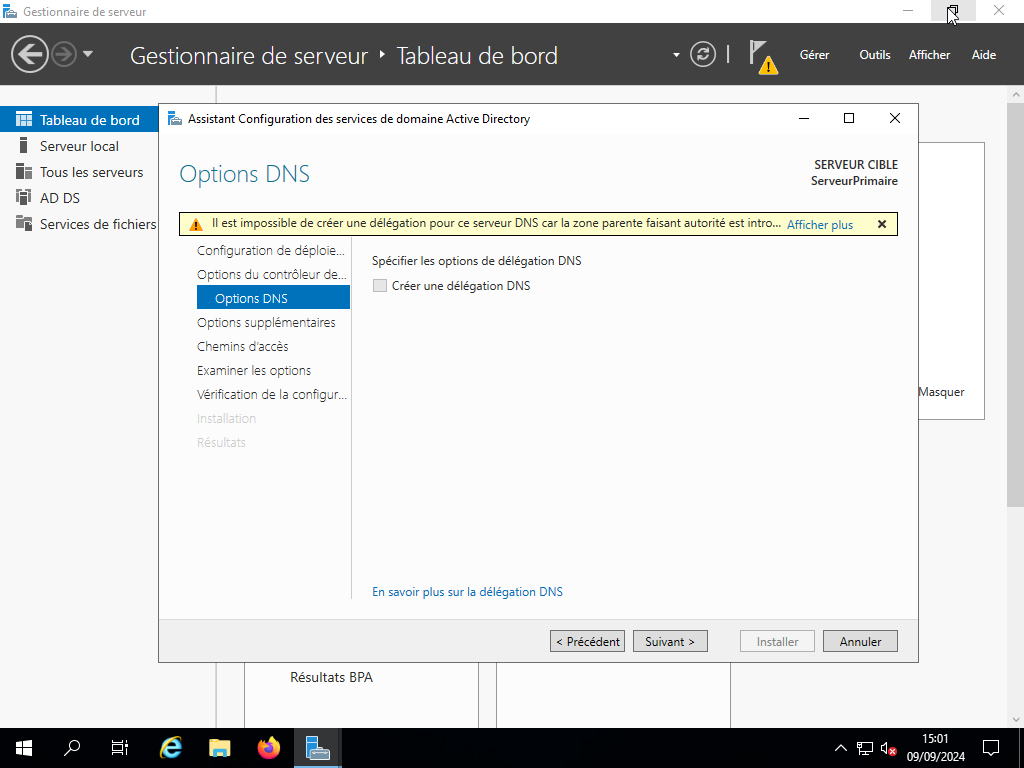 Gestionnaire de serveur
Gestionnaire de serveur ‣ Tableau de bord
Gérer
Outils
Afficher
Aide
Tableau de bord
Serveur local
Tous les serveurs
AD DS
Services de fichiers
Assistant Configuration des services de domaine Active Directory
Options DNS
SERVEUR CIBLE
ServeurPrimaire
Il est impossible de créer une délégation pour ce serveur DNS car la zone parente faisant autorité est intro... Afficher plus
Configuration de déploie...
Options du contrôleur de...
Options DNS
Options supplémentaires
Chemins d'accès
Examiner les options
Vérification de la configur...
Installation
Résultats
Spécifier les options de délégation DNS
Créer une délégation DNS
En savoir plus sur la délégation DNS
< Précédent
Suivant >
Installer
Annuler
Masquer
Résultats BPA
15:01
09/09/2024